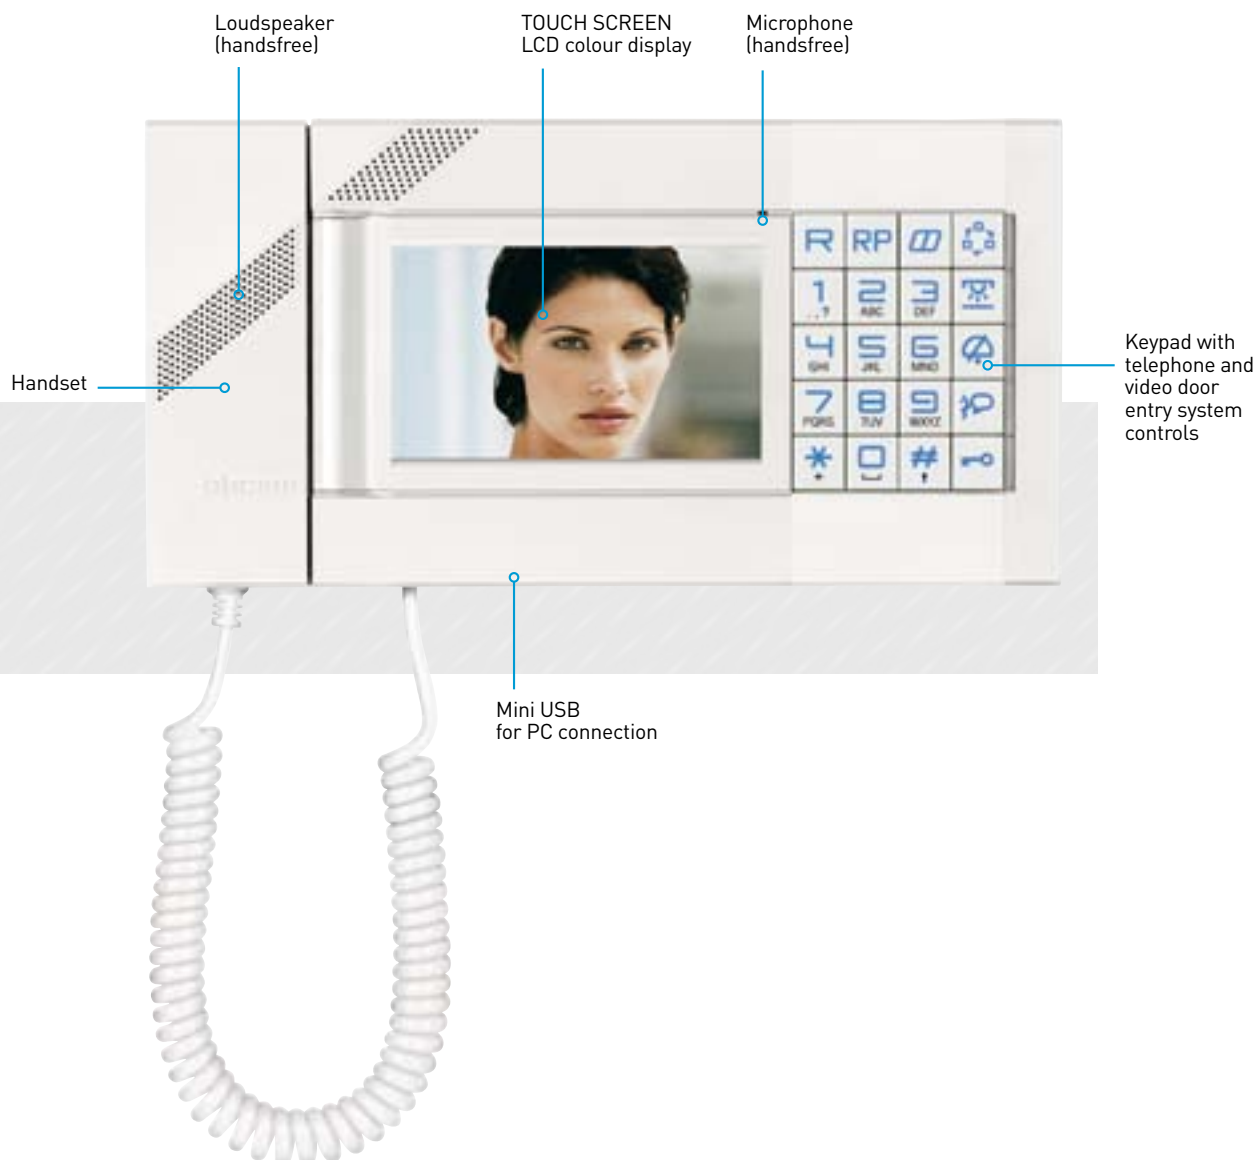 Loudspeaker
(handsfree)
TOUCH SCREEN
LCD colour display
Microphone
(handsfree)
R RP
1 2 3
..? ABC DEF
4 5 6
GHI JKL MNO
7 8 9
PQRS TUV WXYZ
* 0 #
Handset
Keypad with
telephone and
video door
entry system
controls
Mini USB
for PC connection